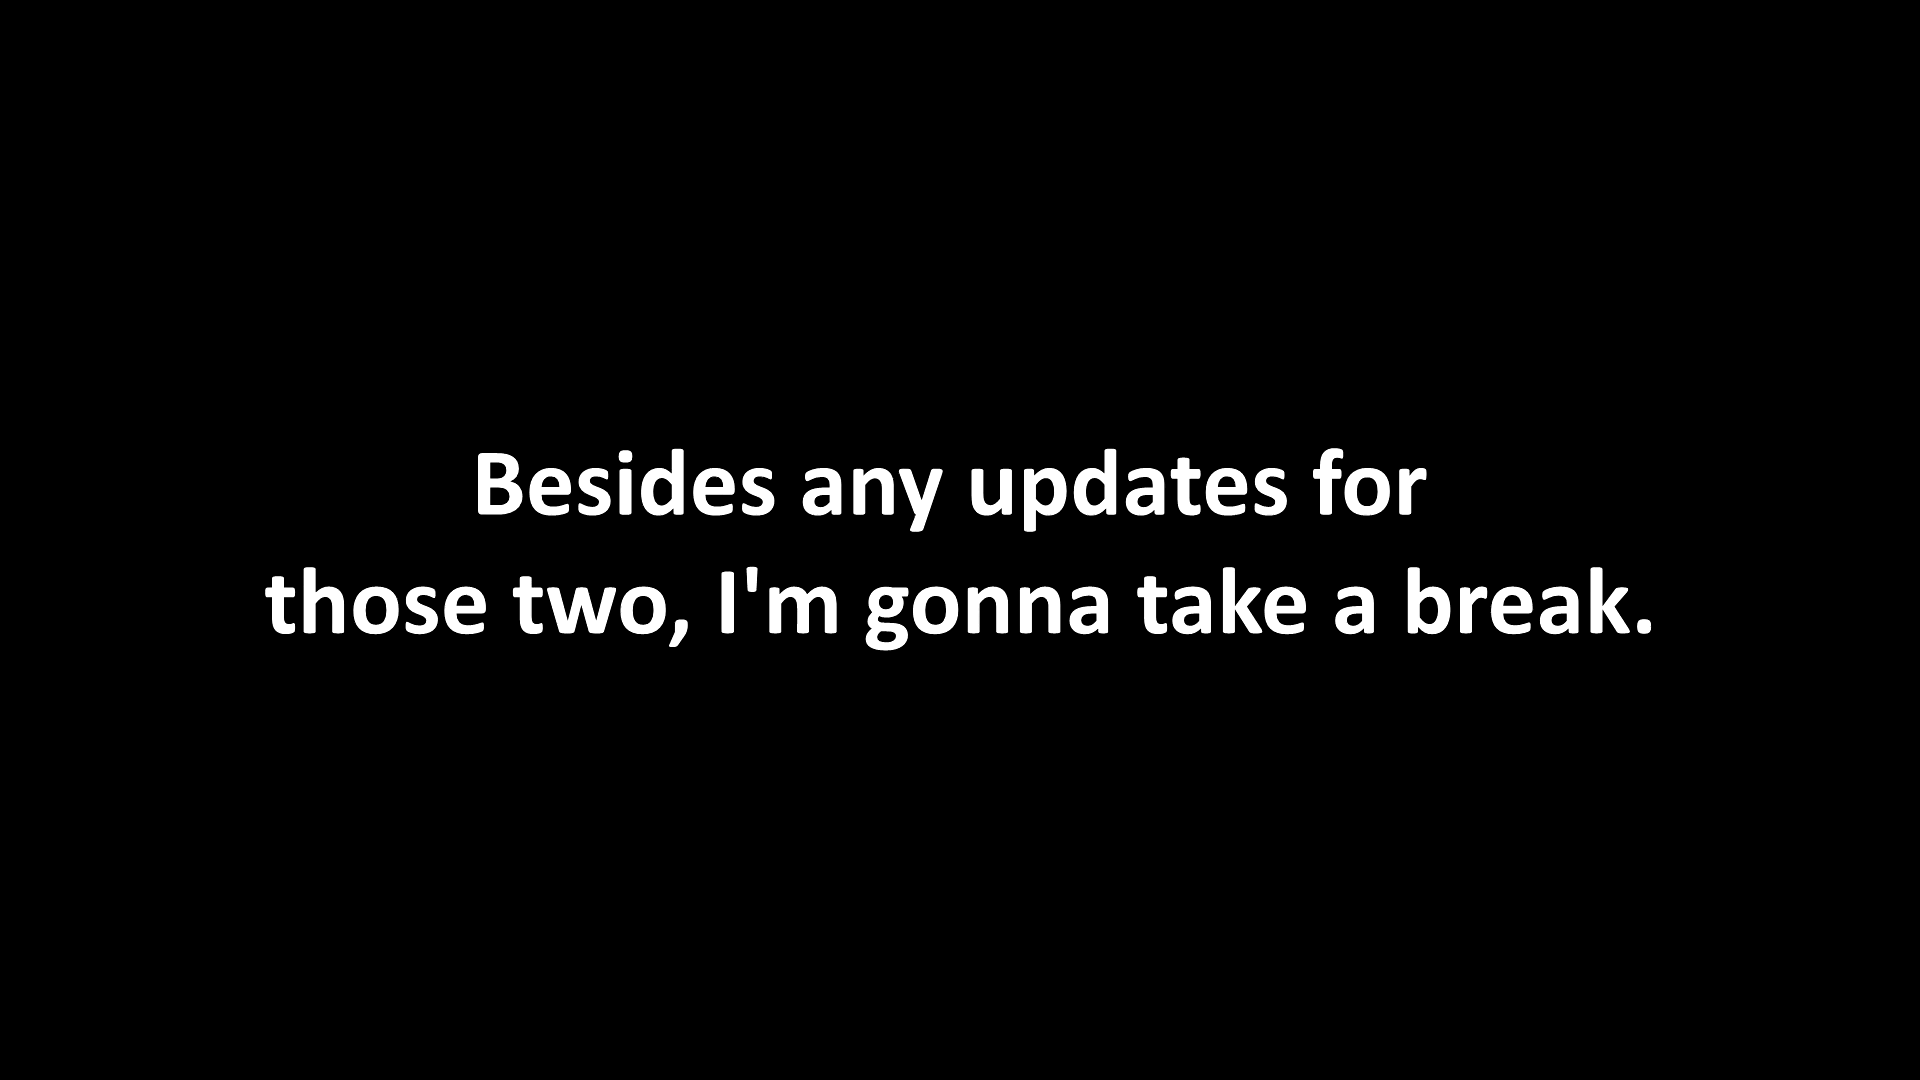 Besides any updates for
those two, I'm gonna take a break.